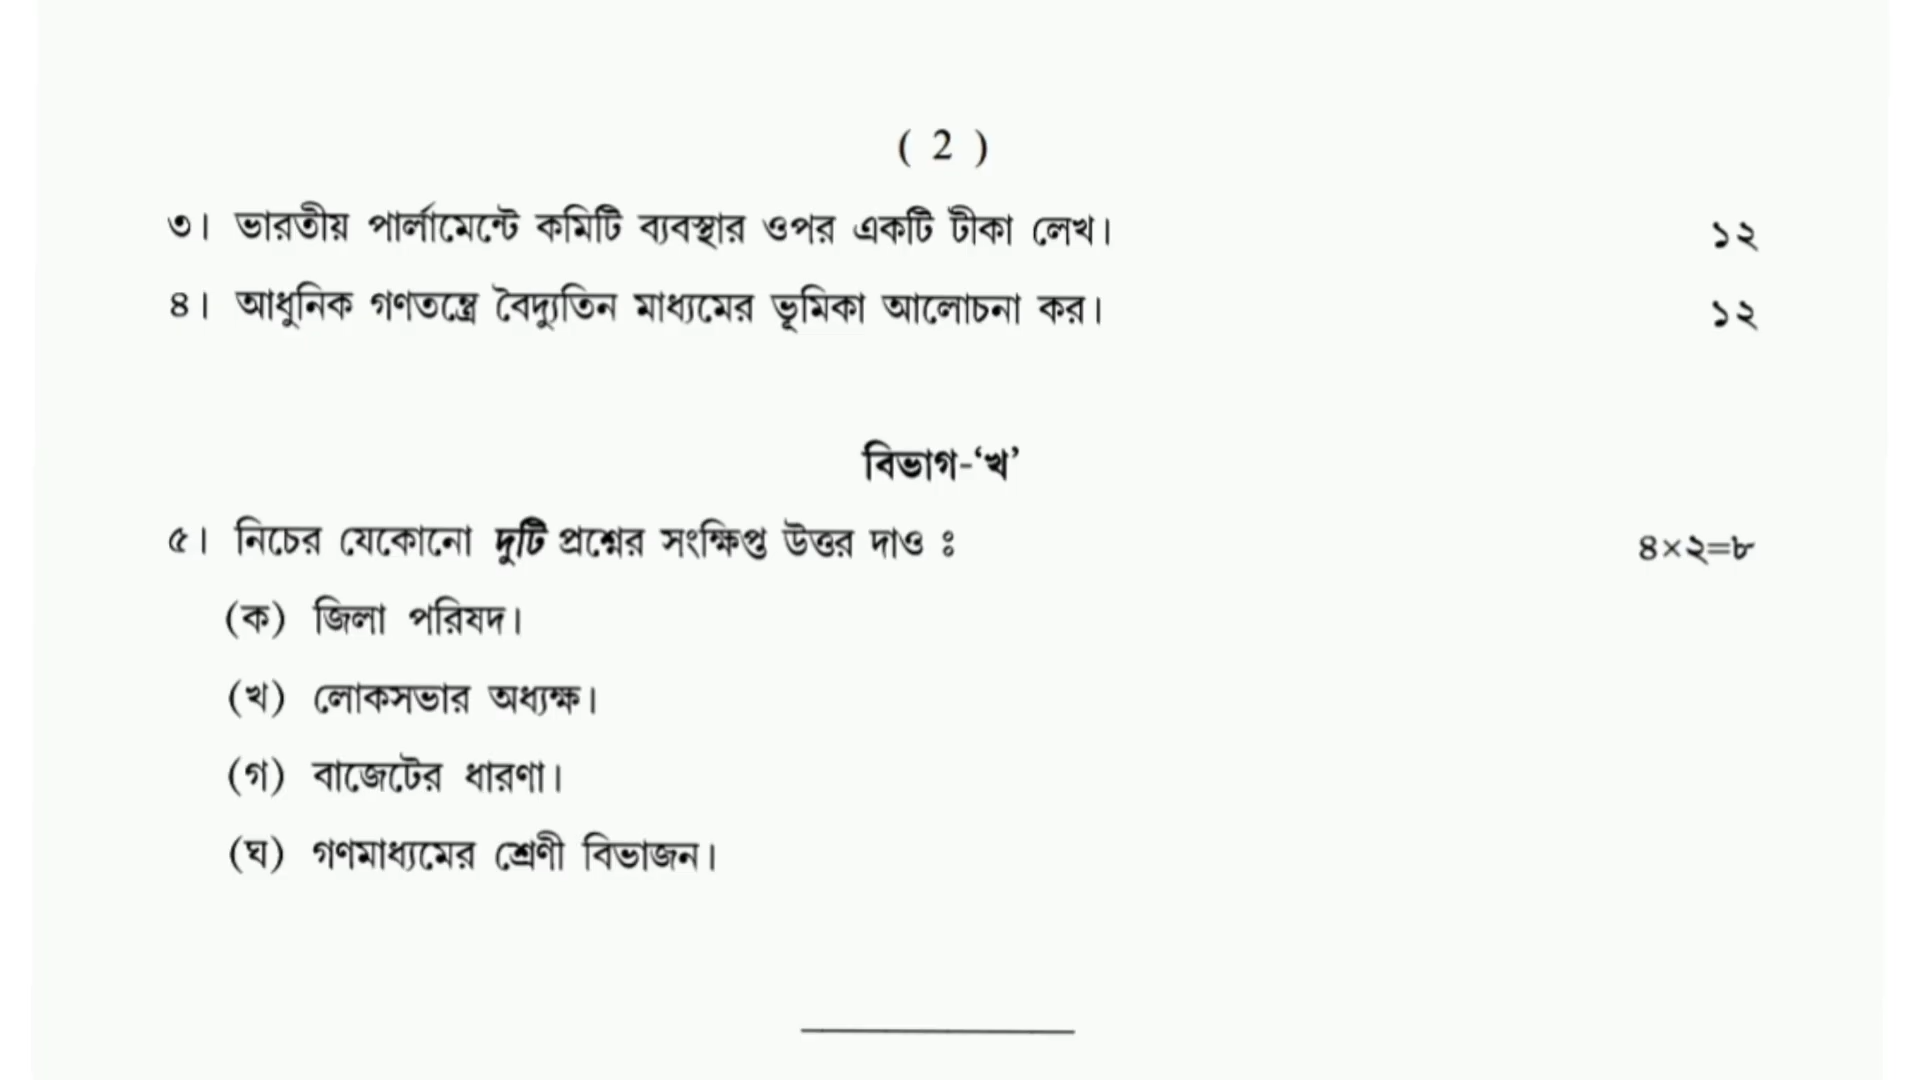 ( 2 )
৩। ভারতীয় পার্লামেন্টে কমিটি ব্যবস্থার ওপর একটি টীকা লেখ। ১২
৪। আধুনিক গণতন্ত্রে বৈদ্যুতিন মাধ্যমের ভূমিকা আলোচনা কর। ১২
বিভাগ-‘খ’
৫। নিচের যেকোনো দুটি প্রশ্নের সংক্ষিপ্ত উত্তর দাও ঃ ৪×২=৮
(ক) জিলা পরিষদ।
(খ) লোকসভার অধ্যক্ষ।
(গ) বাজেটের ধারণা।
(ঘ) গণমাধ্যমের শ্রেণী বিভাজন।